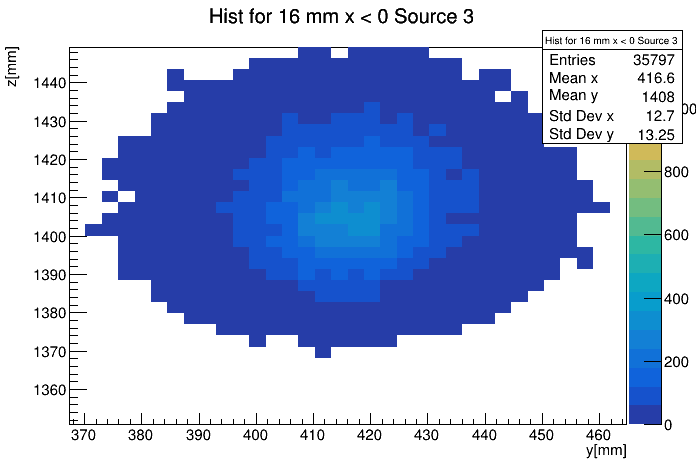 Hist for 16 mm x < 0 Source 3
z[mm]
Hist for 16 mm x < 0 Source 3
Entries 35797
Mean x 416.6
Mean y 1408
Std Dev x 12.7
Std Dev y 13.25
1440
1430
1420
1410
1400
1390
1380
1370
1360
800
600
400
200
0
370 380 390 400 410 420 430 440 450 460
y[mm]